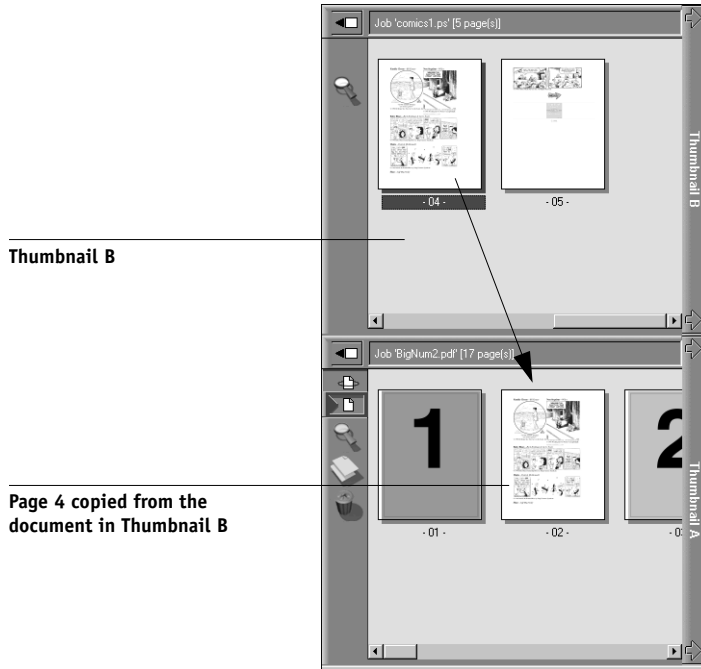 Job 'comics1.ps' [5 page(s)]
- 04 -
- 05 -
Thumbnail B
Thumbnail B
Job 'BigNum2.pdf' [17 page(s)]
1
2
- 01 -
- 02 -
- 0
Thumbnail A
Page 4 copied from the
document in Thumbnail B